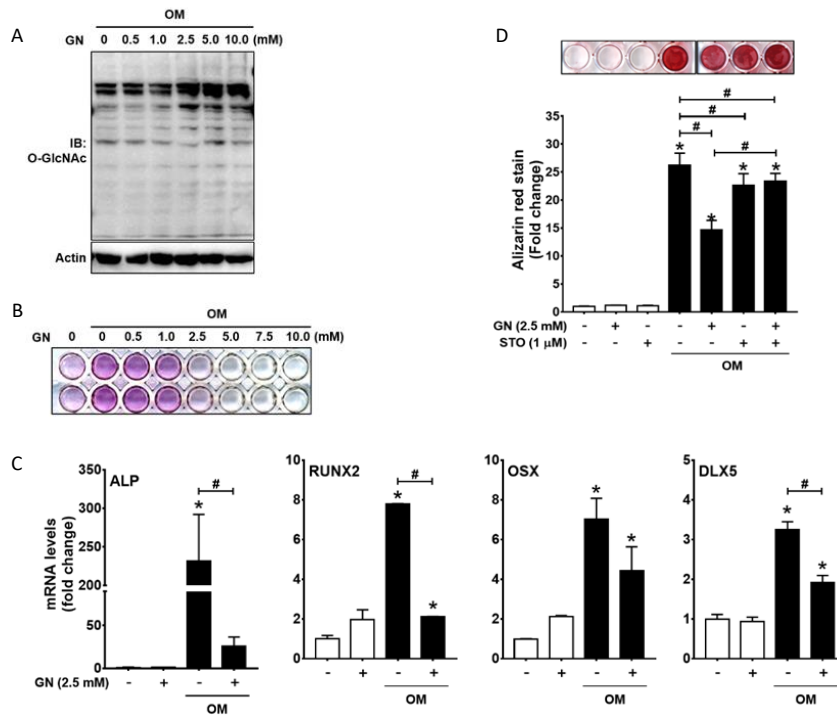 A
OM
GN 0 0.5 1.0 2.5 5.0 10.0 (mM)
IB:
O-GlcNAc
Actin
B
OM
GN 0 0 0.5 1.0 2.5 5.0 7.5 10.0 (mM)
C
mRNA levels
(fold change)
350
300
250
200
50
25
0
ALP
*
#
GN (2.5 mM) - + - +
OM
10
8
6
4
2
0
RUNX2
*
#
*
- + - +
OM
10
8
6
4
2
0
OSX
*
*
- + - +
OM
5
4
3
2
1
0
DLX5
*
#
*
- + - +
OM
D
Alizarin red stain
(Fold change)
35
30
25
20
15
10
5
0
#
#
#
#
* * * *
GN (2.5 mM) - + - - + - +
STO (1 μM) - - + - - + +
OM